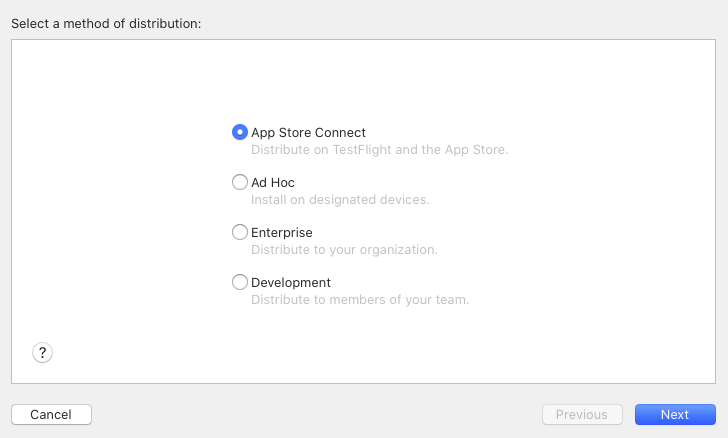 Select a method of distribution:
App Store Connect
Distribute on TestFlight and the App Store.
Ad Hoc
Install on designated devices.
Enterprise
Distribute to your organization.
Development
Distribute to members of your team.
?
Cancel
Previous
Next